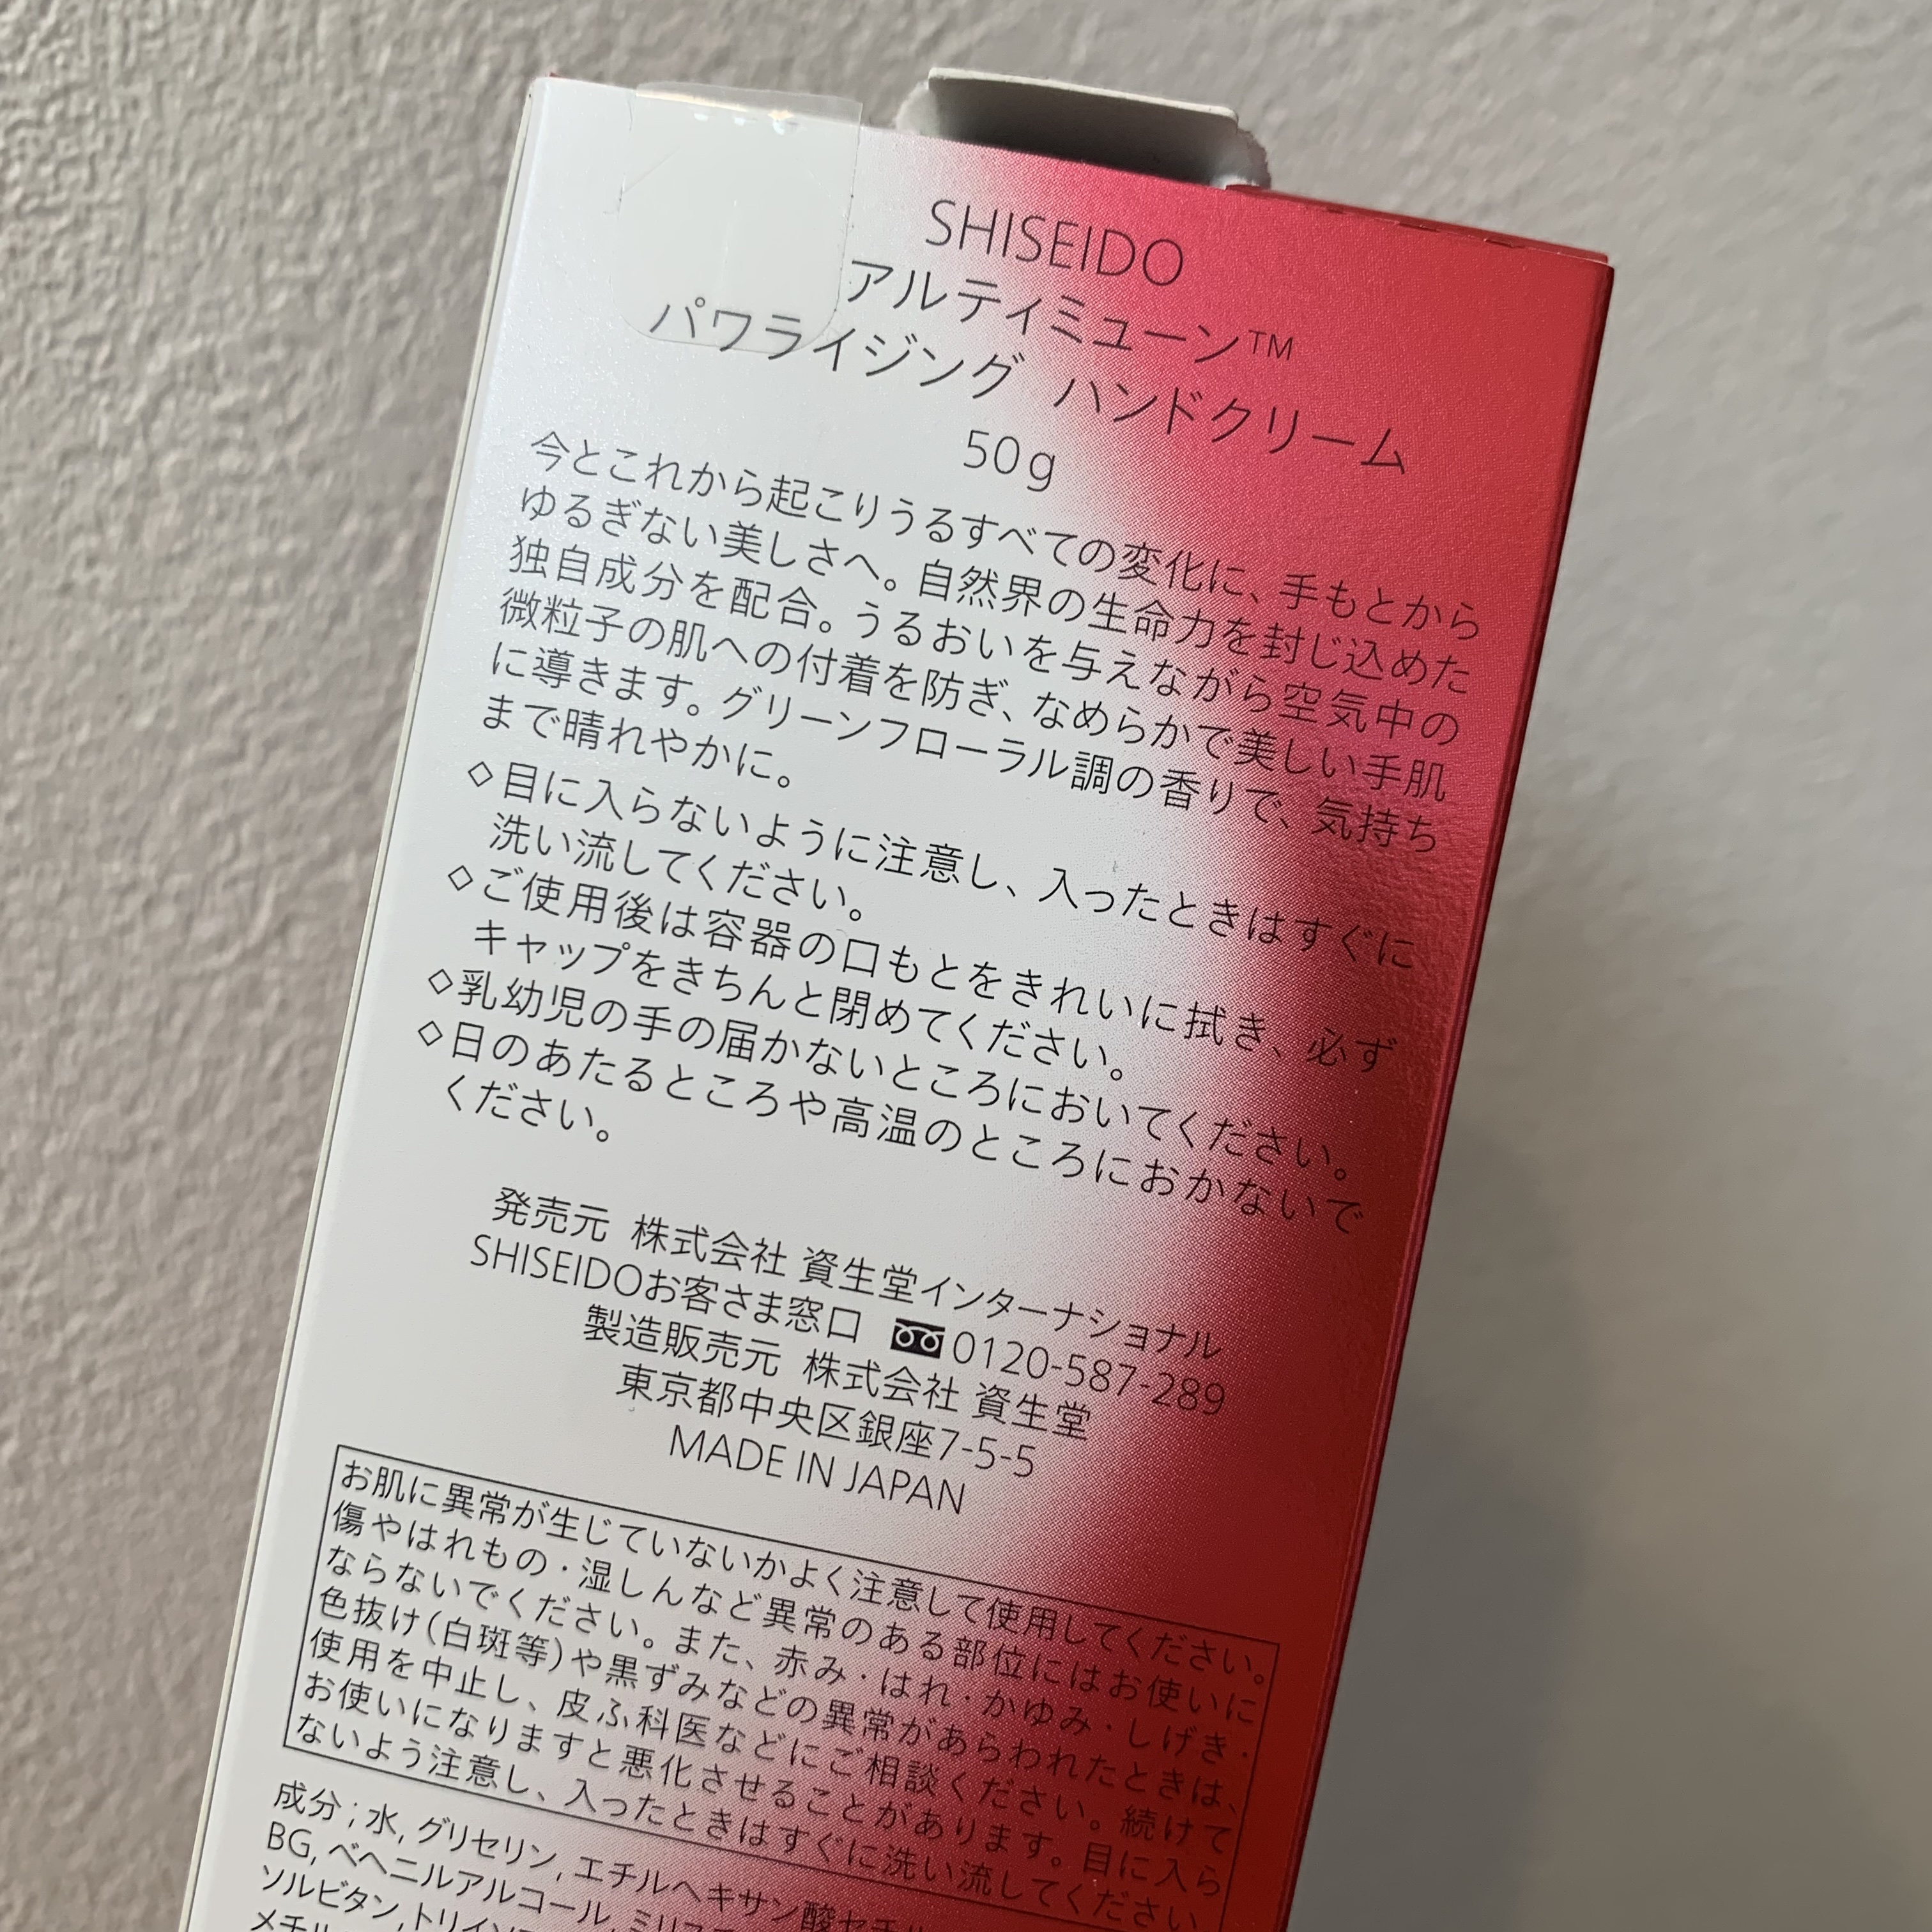 SHISEIDO
アルティミューン™
パワライジング ハンドクリーム
50g
今とこれから起こりうるすべての変化に、手もとから
ゆるぎない美しさへ。自然界の生命力を封じ込めた
独自成分を配合。うるおいを与えながら空気中の
微粒子の肌への付着を防ぎ、なめらかで美しい手肌
に導きます。グリーンフローラル調の香りで、気持ち
まで晴れやかに。
◇目に入らないように注意し、入ったときはすぐに
洗い流してください。
◇ご使用後は容器の口もとをきれいに拭き、必ず
キャップをきちんと閉めてください。
◇乳幼児の手の届かないところにおいてください。
◇日のあたるところや高温のところにおかないで
ください。
発売元 株式会社 資生堂インターナショナル
SHISEIDOお客さま窓口 0120-587-289
製造販売元 株式会社 資生堂
東京都中央区銀座7-5-5
MADE IN JAPAN
お肌に異常が生じていないかよく注意して使用してください。
傷やはれもの・湿しんなど異常のある部位にはお使いに
ならないでください。また、赤み・はれ・かゆみ・しげき・
色抜け(白斑等)や黒ずみなどの異常があらわれたときは、
使用を中止し、皮ふ科医などにご相談ください。続けて
お使いになりますと悪化させることがあります。目に入ら
ないよう注意し、入ったときはすぐに洗い流してください
成分;水,グリセリン,エチルヘキサン酸セチル
BG,ベヘニルアルコール,
ソルビタン,